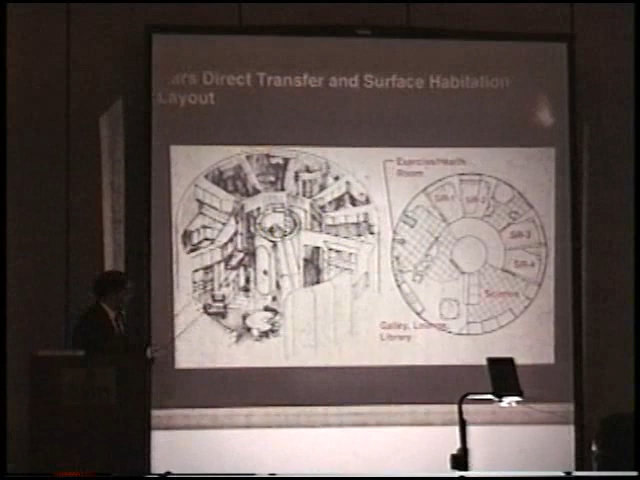 ars Direct Transfer and Surface Habitation
Layout
Exercise/Health
Room
SR-1
SR-2
SR-3
SR-4
Science
Galley, Lounge,
Library